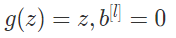 g(z) = z, b^{[l]} = 0